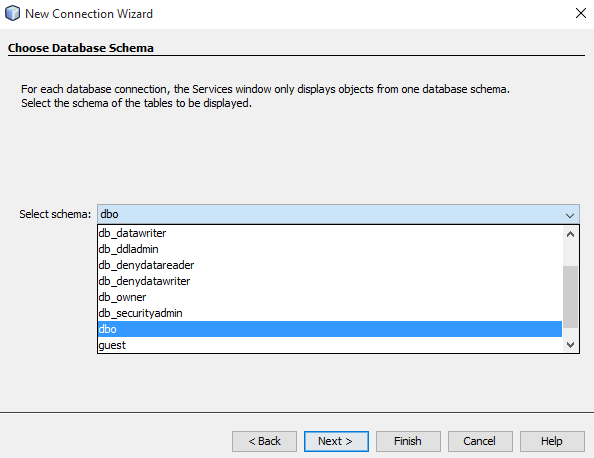 New Connection Wizard
Choose Database Schema
For each database connection, the Services window only displays objects from one database schema.
Select the schema of the tables to be displayed.
Select schema: dbo
db_datawriter
db_ddladmin
db_denydatareader
db_denydatawriter
db_owner
db_securityadmin
dbo
guest
< Back Next > Finish Cancel Help